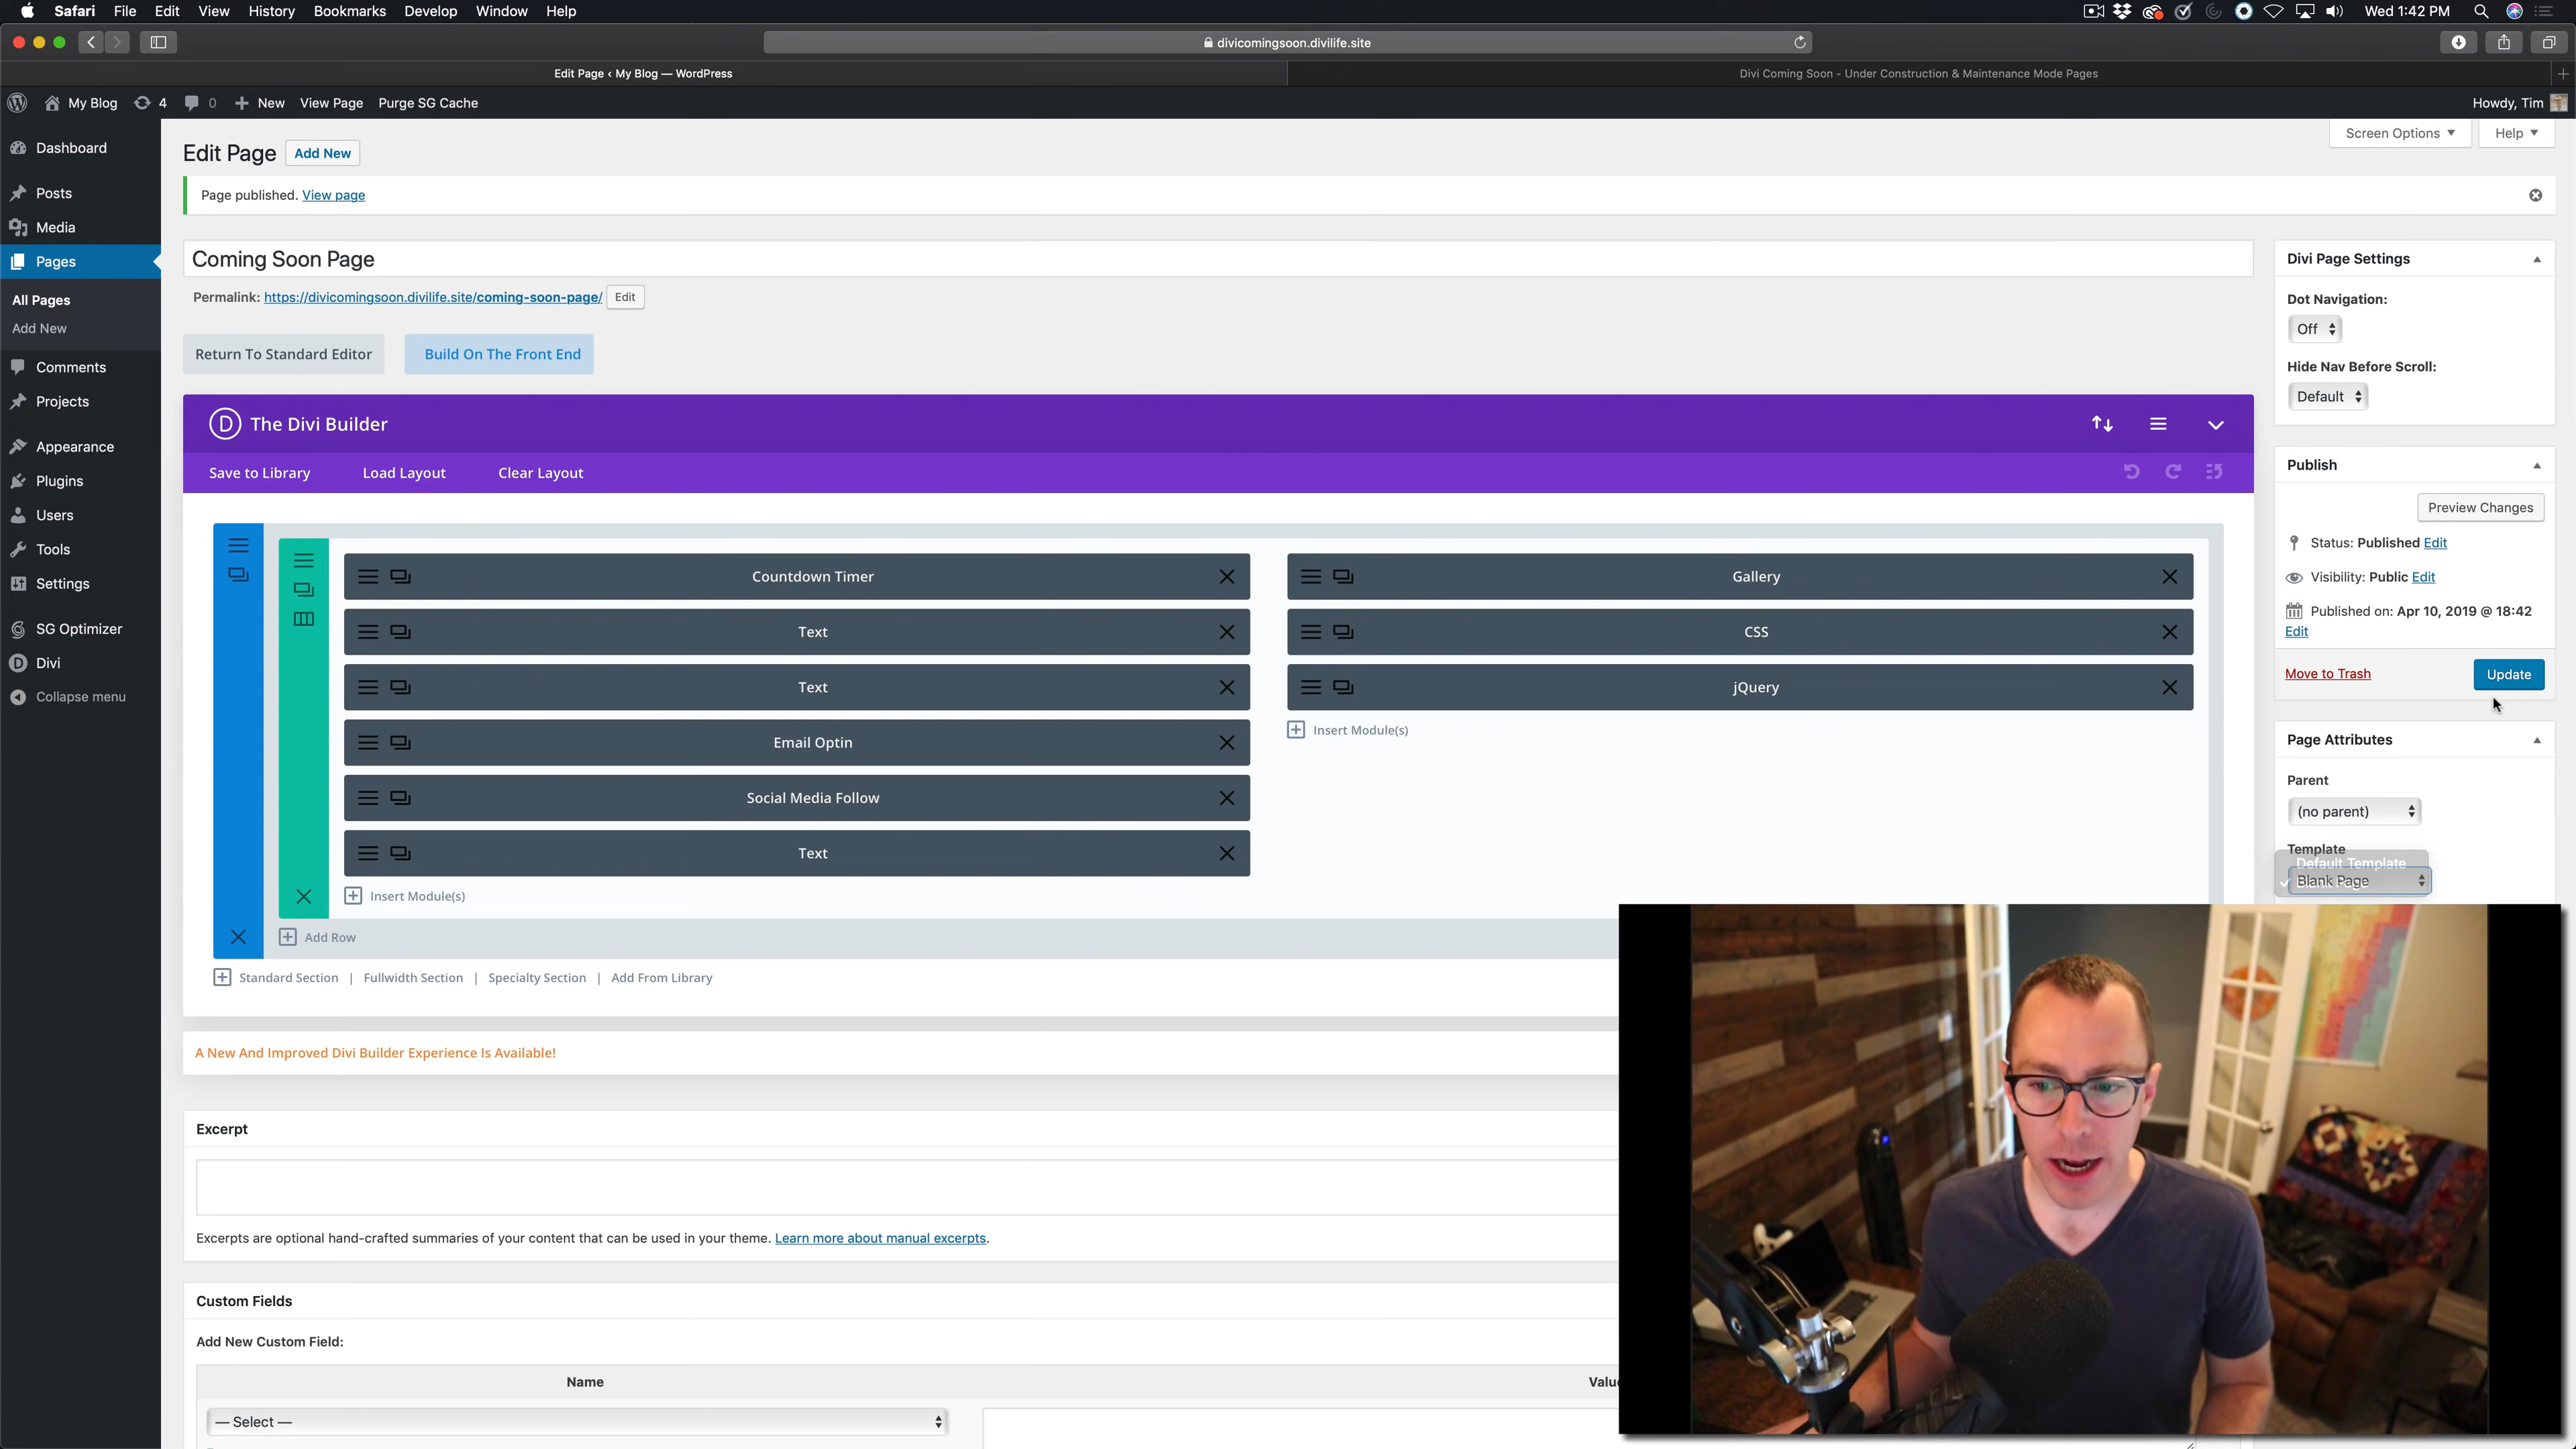 Safari File Edit View History Bookmarks Develop Window Help
Wed 1:42 PM
divicomingsoon.divilife.site
Edit Page ‹ My Blog — WordPress
Divi Coming Soon - Under Construction & Maintenance Mode Pages
My Blog 4 0 New View Page Purge SG Cache
Howdy, Tim
Dashboard
Posts
Media
Pages
All Pages
Add New
Comments
Projects
Appearance
Plugins
Users
Tools
Settings
SG Optimizer
Divi
Collapse menu
Screen Options Help
Edit Page Add New
Page published. View page
Coming Soon Page
Permalink: https://divicomingsoon.divilife.site/coming-soon-page/ Edit
Return To Standard Editor Build On The Front End
D The Divi Builder
Save to Library Load Layout Clear Layout
Countdown Timer
Text
Text
Email Optin
Social Media Follow
Text
Insert Module(s)
Gallery
CSS
jQuery
Insert Module(s)
Add Row
Standard Section | Fullwidth Section | Specialty Section | Add From Library
A New And Improved Divi Builder Experience Is Available!
Excerpt
Excerpts are optional hand-crafted summaries of your content that can be used in your theme. Learn more about manual excerpts.
Custom Fields
Add New Custom Field:
Name
— Select —
Divi Page Settings
Dot Navigation:
Off
Hide Nav Before Scroll:
Default
Publish
Preview Changes
Status: Published Edit
Visibility: Public Edit
Published on: Apr 10, 2019 @ 18:42
Edit
Move to Trash Update
Page Attributes
Parent
(no parent)
Template
Default Template
Blank Page